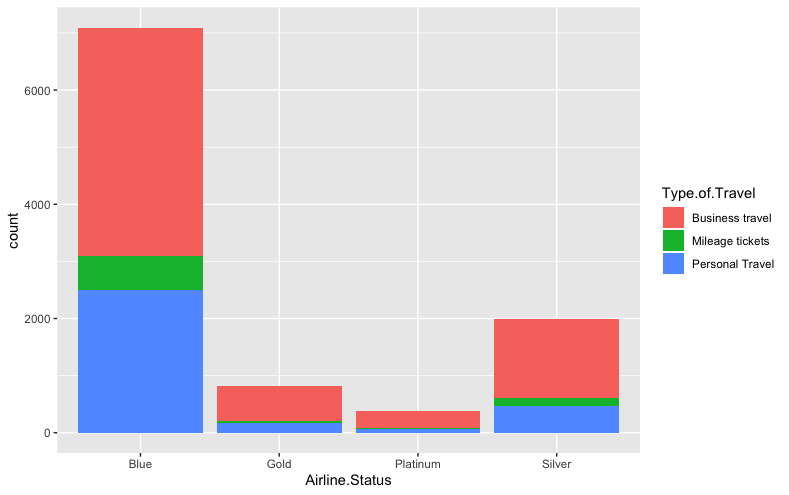 count
6000
4000
2000
0
Blue Gold Platinum Silver
Airline.Status
Type.of.Travel
Business travel
Mileage tickets
Personal Travel